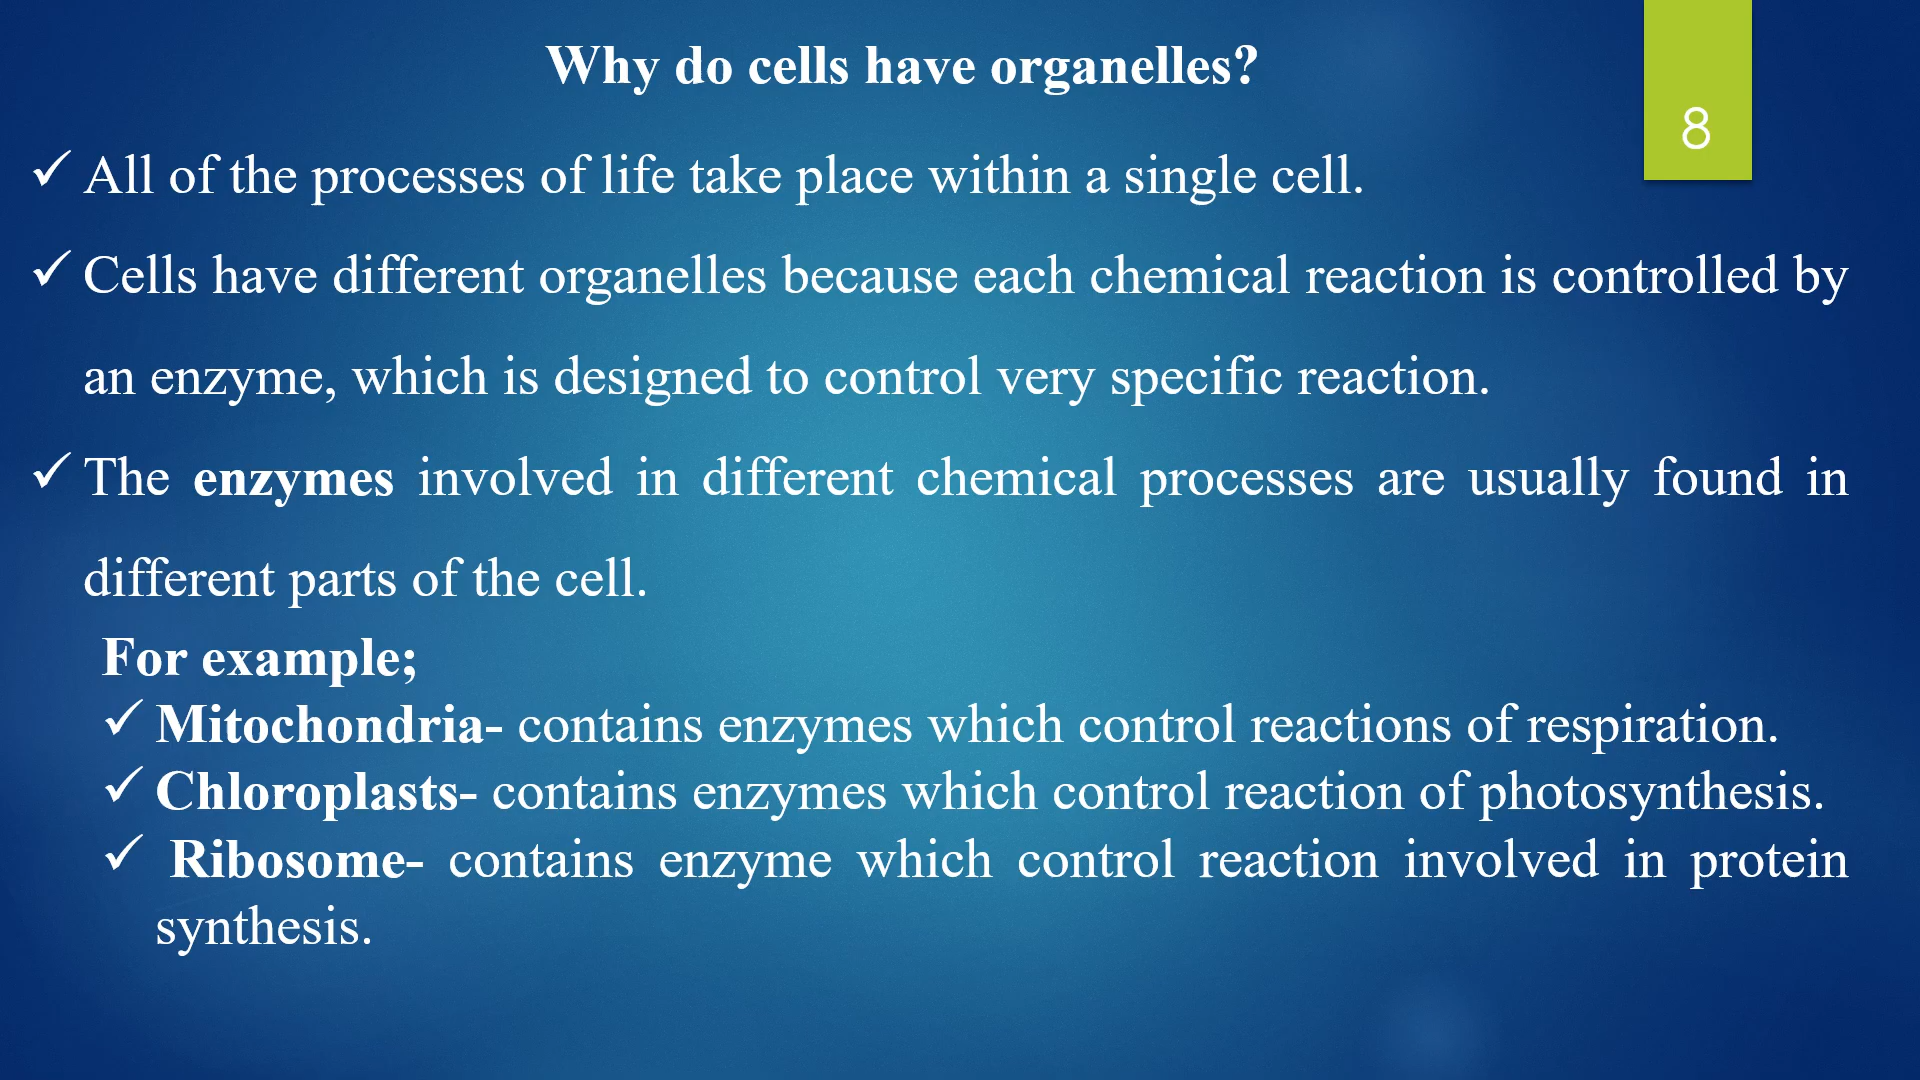 Why do cells have organelles?
8
✓ All of the processes of life take place within a single cell.
✓ Cells have different organelles because each chemical reaction is controlled by
an enzyme, which is designed to control very specific reaction.
✓ The enzymes involved in different chemical processes are usually found in
different parts of the cell.
For example;
✓ Mitochondria- contains enzymes which control reactions of respiration.
✓ Chloroplasts- contains enzymes which control reaction of photosynthesis.
✓ Ribosome- contains enzyme which control reaction involved in protein
synthesis.